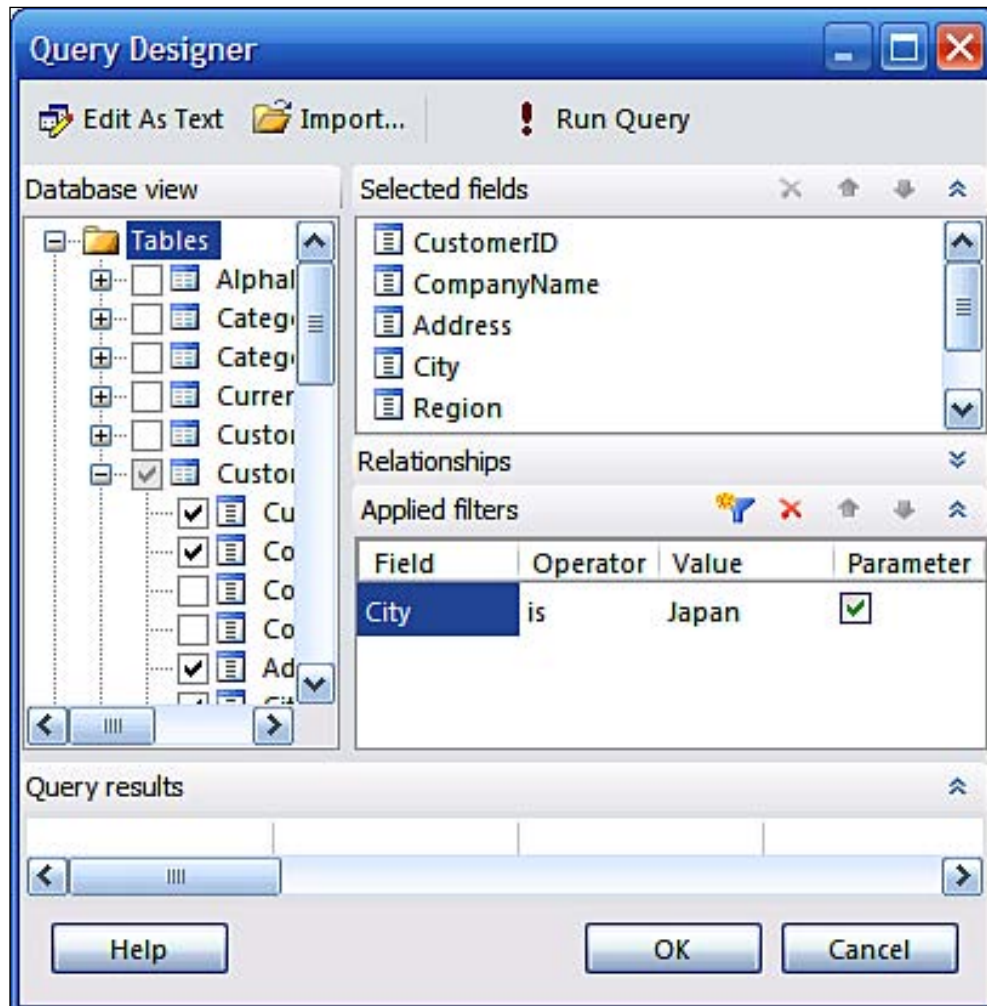 Query Designer
Edit As Text Import... Run Query
Database view
Tables
Alphal
Categ
Categ
Curren
Custo
Custo
Cu
Co
Co
Co
Ad
Selected fields
CustomerID
CompanyName
Address
City
Region
Relationships
Applied filters
Field Operator Value Parameter
City is Japan
Query results
Help OK Cancel